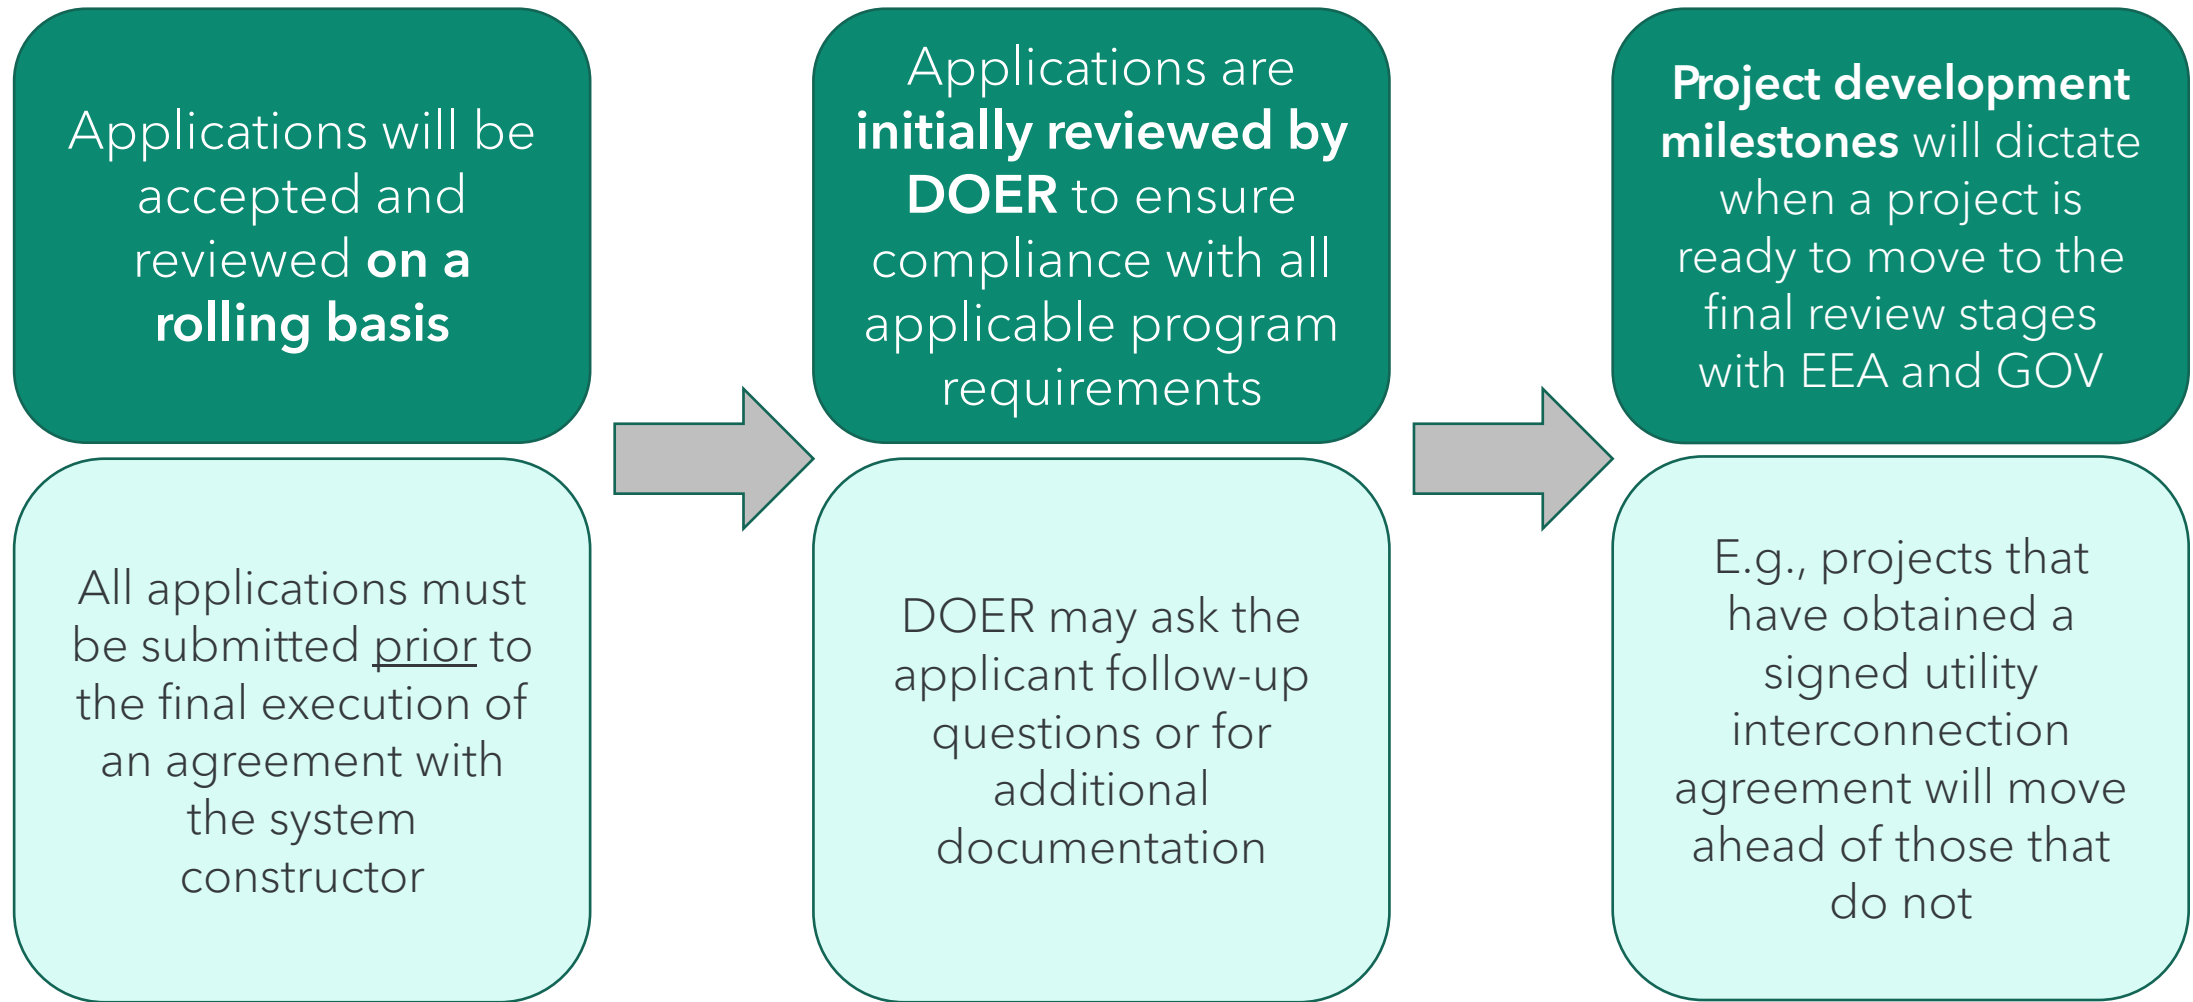 Applications will be
accepted and
reviewed on a
rolling basis
All applications must
be submitted prior to
the final execution of
an agreement with
the system
constructor
Applications are
initially reviewed by
DOER to ensure
compliance with all
applicable program
requirements
DOER may ask the
applicant follow-up
questions or for
additional
documentation
Project development
milestones will dictate
when a project is
ready to move to the
final review stages
with EEA and GOV
E.g., projects that
have obtained a
signed utility
interconnection
agreement will move
ahead of those that
do not